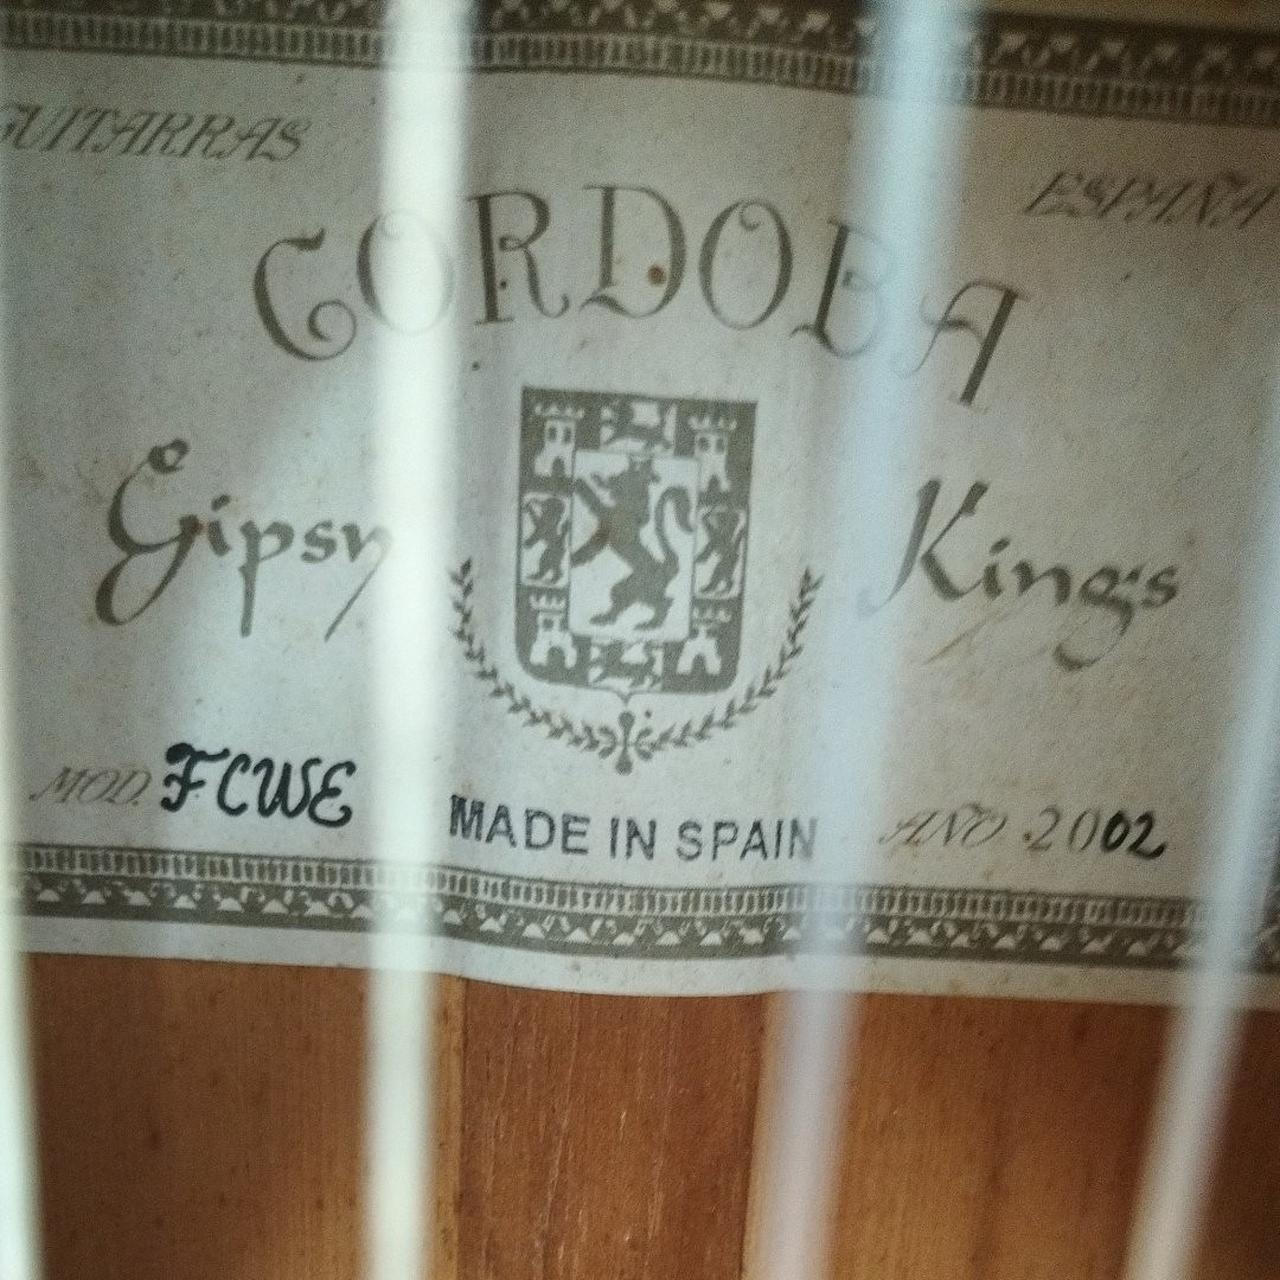 GUITARRAS ESPAÑA
CORDOBA
Gipsy Kings
MOD. FCWE MADE IN SPAIN AÑO 2002